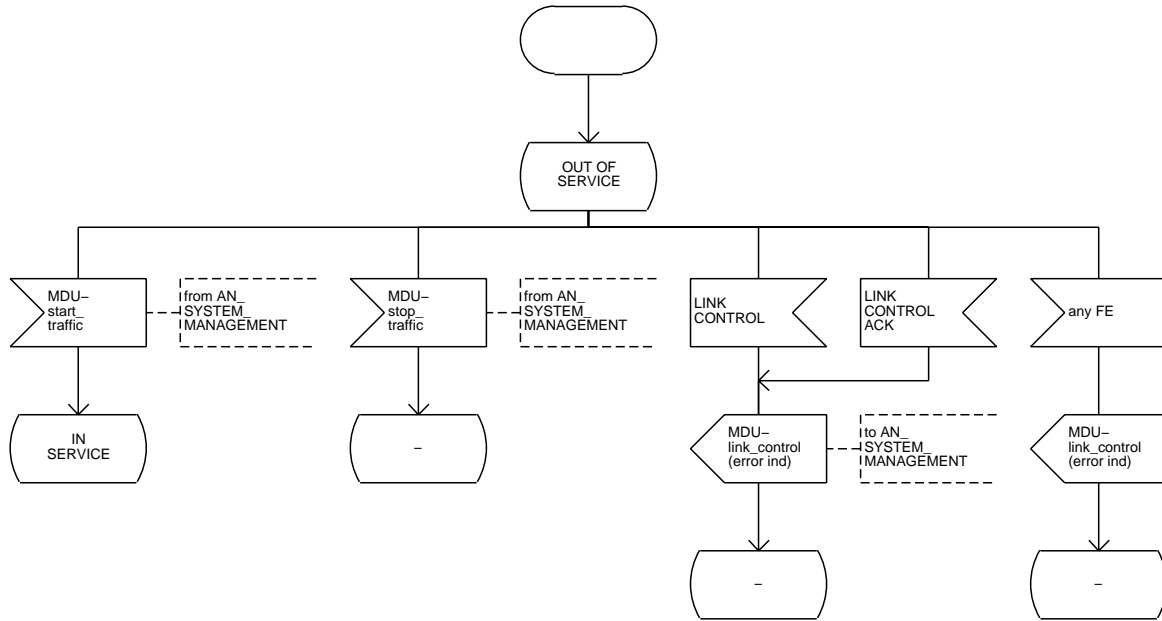 OUT OF
SERVICE
MDU–
start_
traffic
from AN_
SYSTEM_
MANAGEMENT
MDU–
stop_
traffic
from AN_
SYSTEM_
MANAGEMENT
LINK
CONTROL
LINK
CONTROL
ACK
any FE
IN
SERVICE
–
MDU–
link_control
(error ind)
to AN_
SYSTEM_
MANAGEMENT
MDU–
link_control
(error ind)
–
–